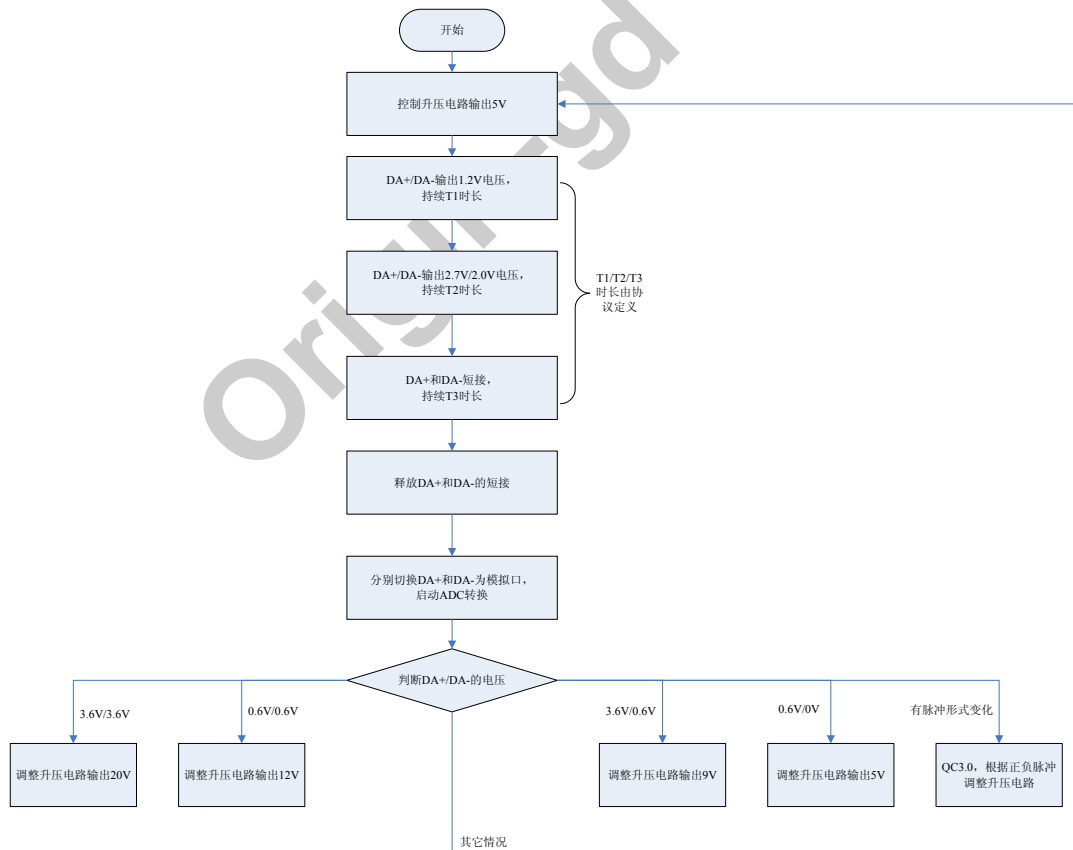 开始
控制升压电路输出5V
DA+/DA-输出1.2V电压，
持续T1时长
DA+/DA-输出2.7V/2.0V电压，
持续T2时长
T1/T2/T3
时长由协
议定义
DA+和DA-短接，
持续T3时长
释放DA+和DA-的短接
分别切换DA+和DA-为模拟口，
启动ADC转换
判断DA+/DA-的电压
3.6V/3.6V
0.6V/0.6V
3.6V/0.6V
0.6V/0V
有脉冲形式变化
调整升压电路输出20V
调整升压电路输出12V
调整升压电路输出9V
调整升压电路输出5V
QC3.0，根据正负脉冲
调整升压电路
其它情况